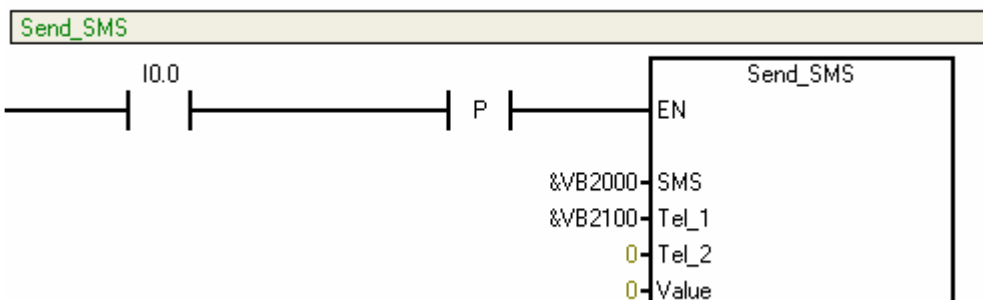 Send_SMS
I0.0
Send_SMS
P
EN
&VB2000 SMS
&VB2100 Tel_1
0 Tel_2
0 Value